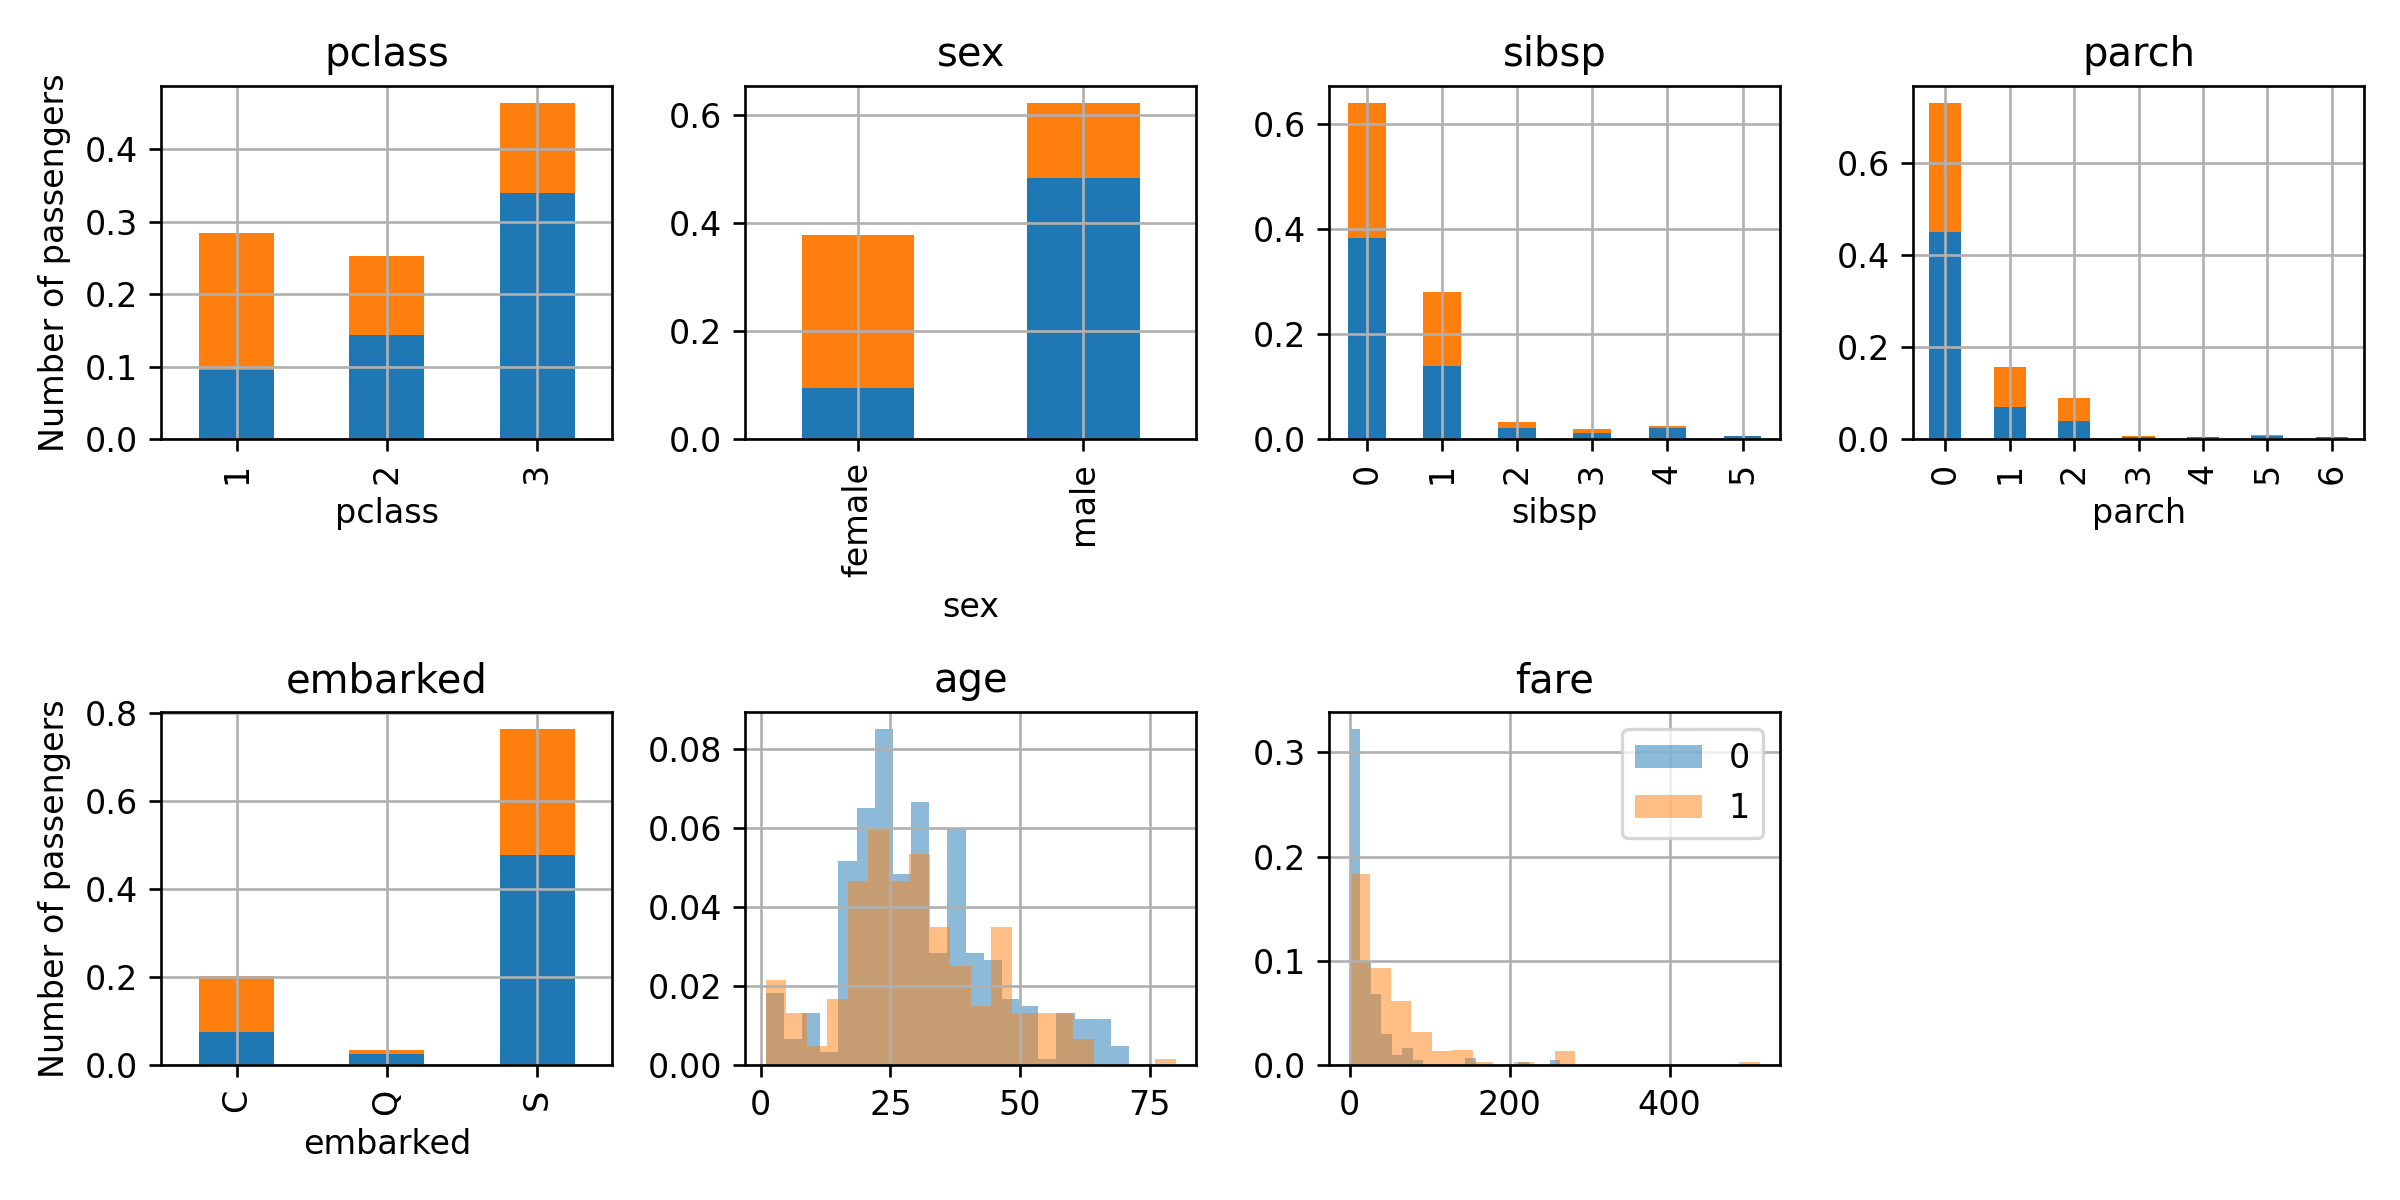 pclass
Number of passengers
0.4
0.3
0.2
0.1
0.0
1 2 3
pclass
sex
0.6
0.4
0.2
0.0
female male
sex
sibsp
0.6
0.4
0.2
0.0
0 1 2 3 4 5
sibsp
parch
0.6
0.4
0.2
0.0
0 1 2 3 4 5 6
parch
embarked
Number of passengers
0.8
0.6
0.4
0.2
0.0
C Q S
embarked
age
0.08
0.06
0.04
0.02
0.00
0 25 50 75
fare
0.3
0.2
0.1
0.0
0 200 400
0
1